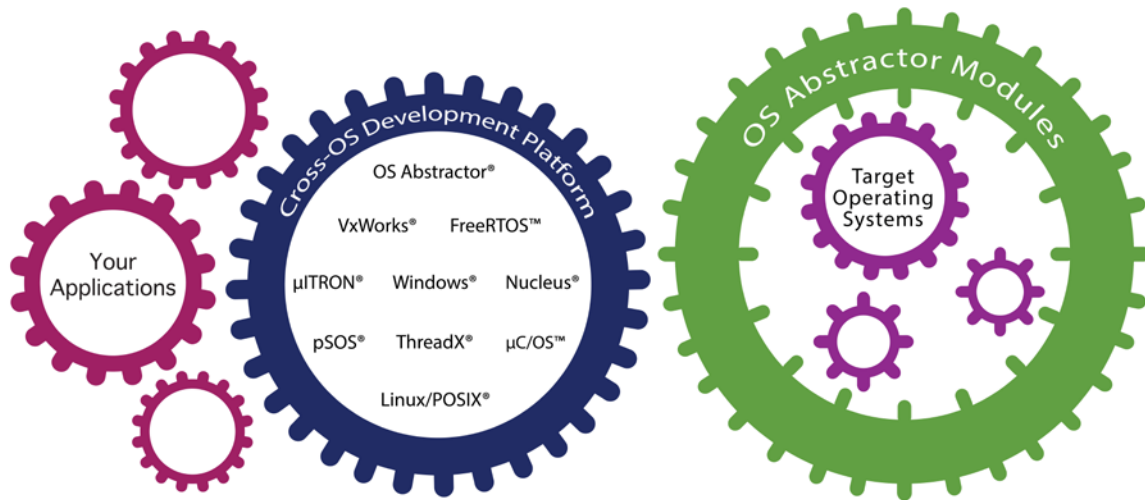 Your
Applications
Cross-OS Development Platform
OS Abstractor®
VxWorks® FreeRTOS™
µITRON® Windows® Nucleus®
pSOS® ThreadX® µC/OS™
Linux/POSIX®
OS Abstractor Modules
Target
Operating
Systems